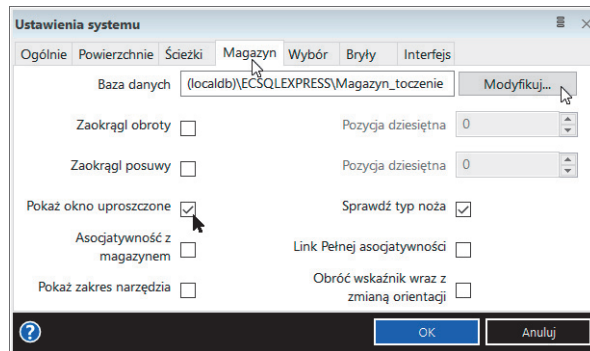 Ustawienia systemu
Ogólnie Powierzchnie Ścieżki Magazyn Wybór Bryły Interfejs
Baza danych (localdb)\ECSQLEXPRESS\Magazyn_toczenie Modyfikuj...
Zaokrągl obroty Pozycja dziesiętna 0
Zaokrągl posuwy Pozycja dziesiętna 0
Pokaż okno uproszczone Sprawdź typ noża
Asocjatywność z
magazynem
Link Pełnej asocjatywności
Pokaż zakres narzędzia
Obróć wskaźnik wraz z
zmianą orientacji
? OK Anuluj